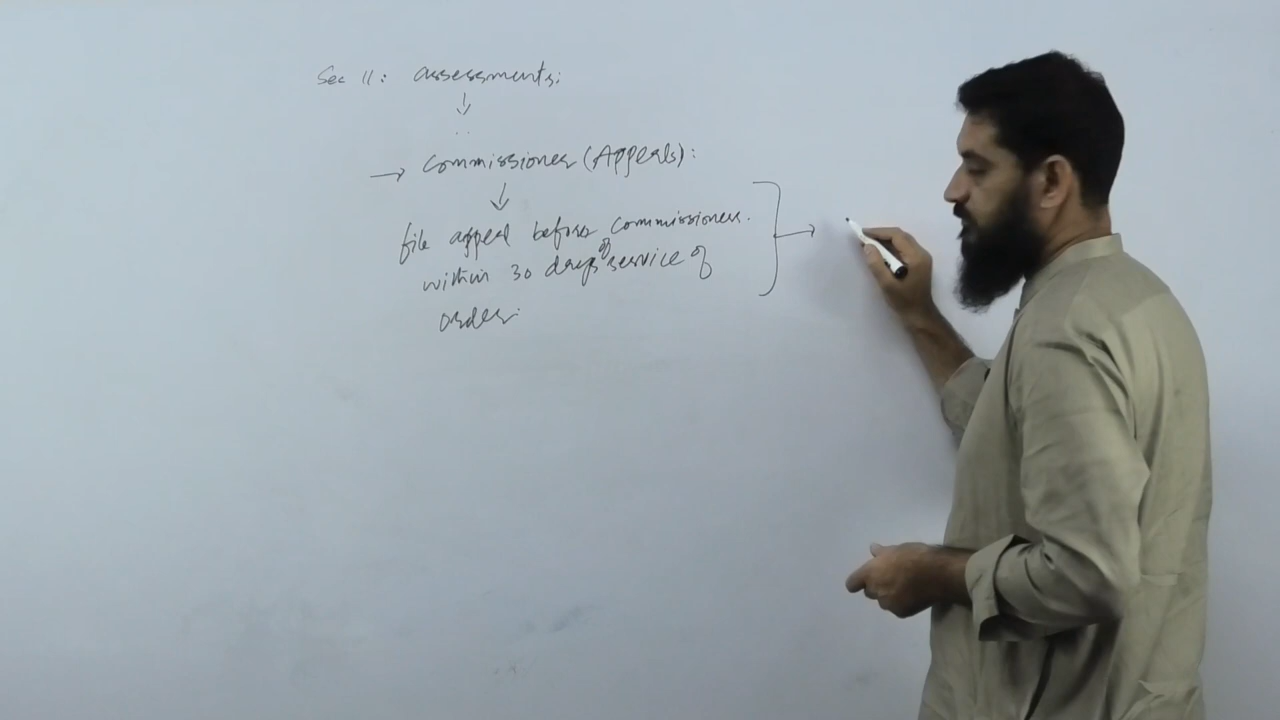 Sec 11: assessments:
→ Commissioner (Appeals):
file appeal before commissioner.
within 30 days of service of
order.